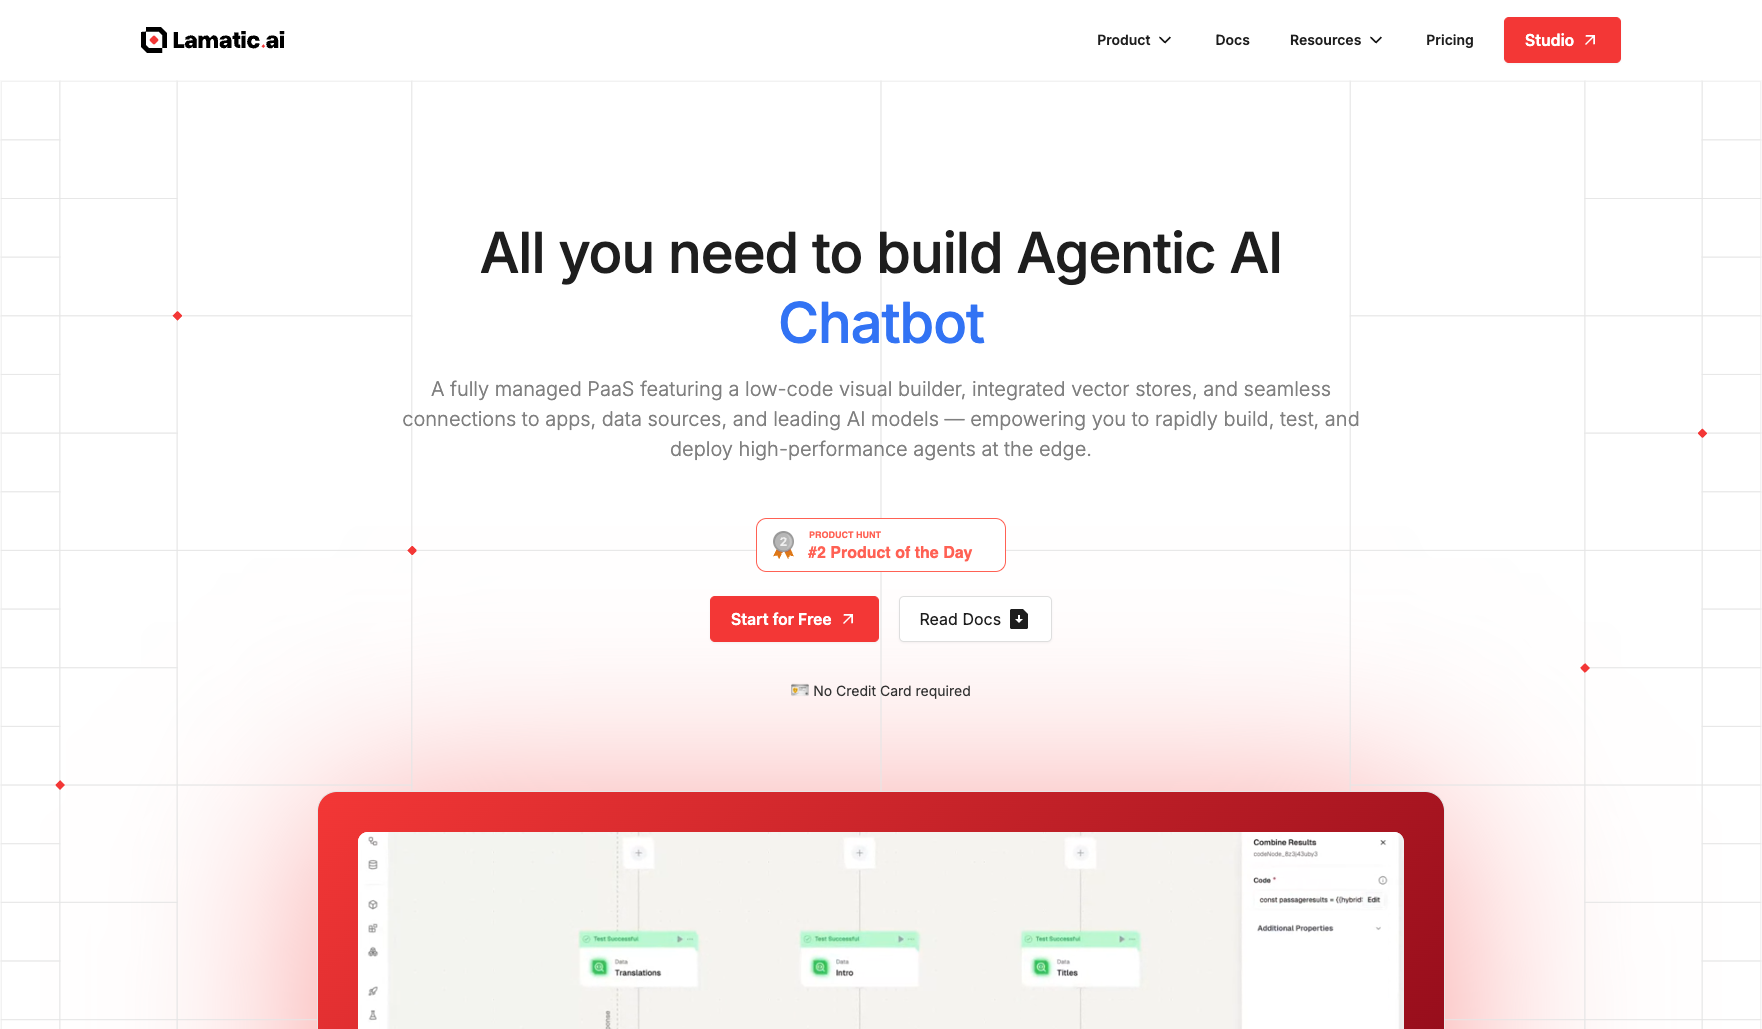 Lamatic.ai
Product
Docs
Resources
Pricing
Studio
All you need to build Agentic AI
Chatbot
A fully managed PaaS featuring a low-code visual builder, integrated vector stores, and seamless
connections to apps, data sources, and leading AI models — empowering you to rapidly build, test, and
deploy high-performance agents at the edge.
2
PRODUCT HUNT
#2 Product of the Day
Start for Free
Read Docs
No Credit Card required
Combine Results
Code *
const passageresults = {{hybrid
Edit
Additional Properties
Test Successful
Data
Translations
Test Successful
Data
Intro
Test Successful
Data
Titles